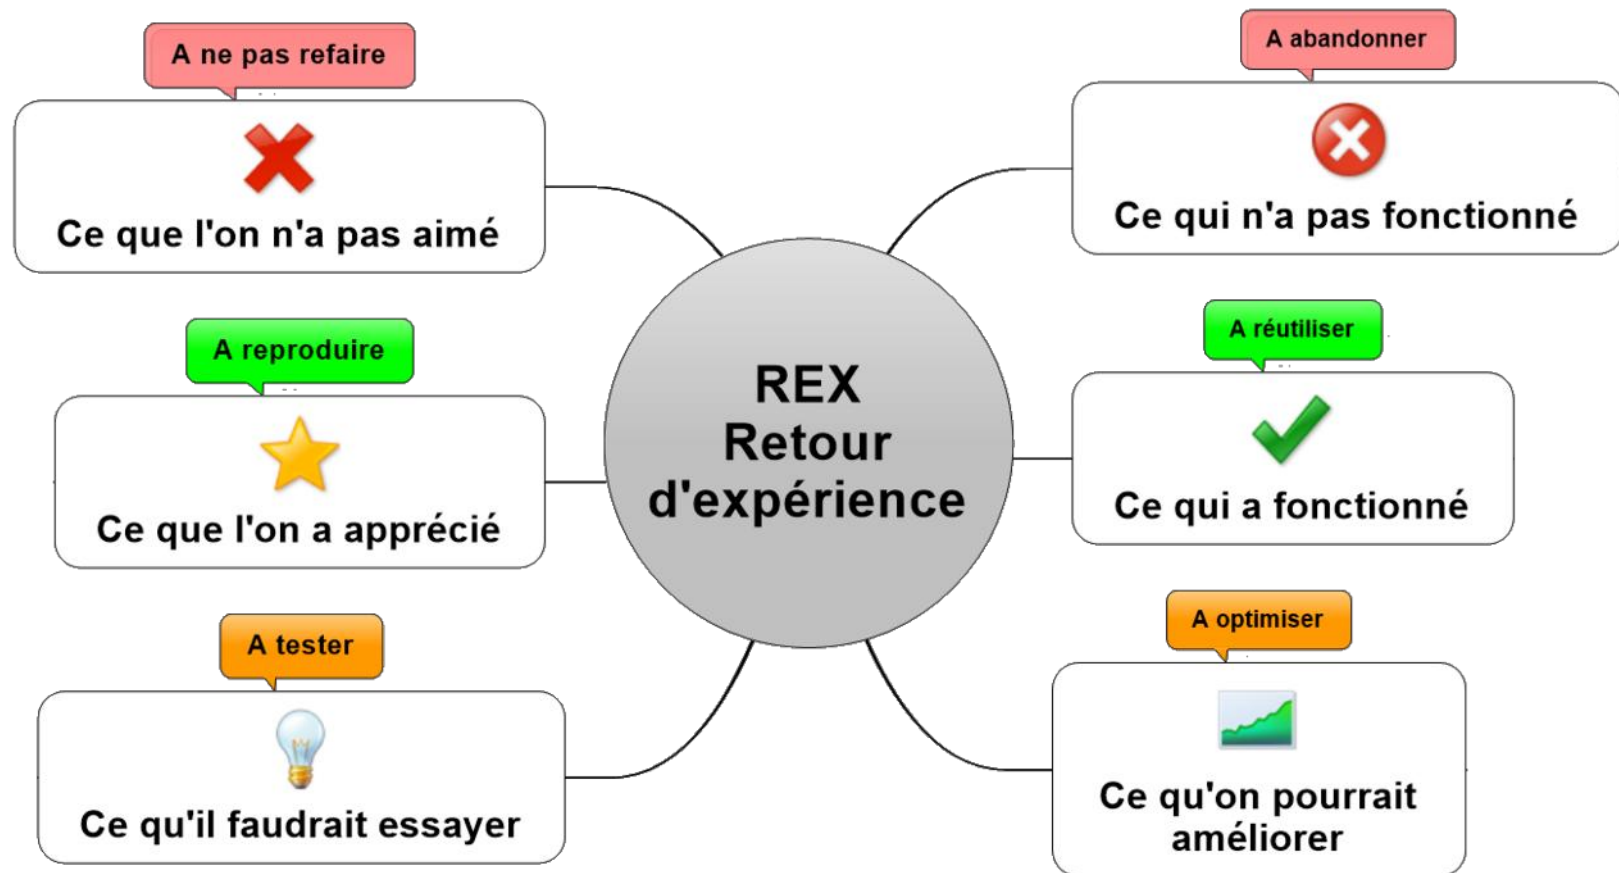 A ne pas refaire
Ce que l'on n'a pas aimé
A reproduire
Ce que l'on a apprécié
A tester
Ce qu'il faudrait essayer
REX
Retour
d'expérience
A abandonner
Ce qui n'a pas fonctionné
A réutiliser
Ce qui a fonctionné
A optimiser
Ce qu'on pourrait
améliorer